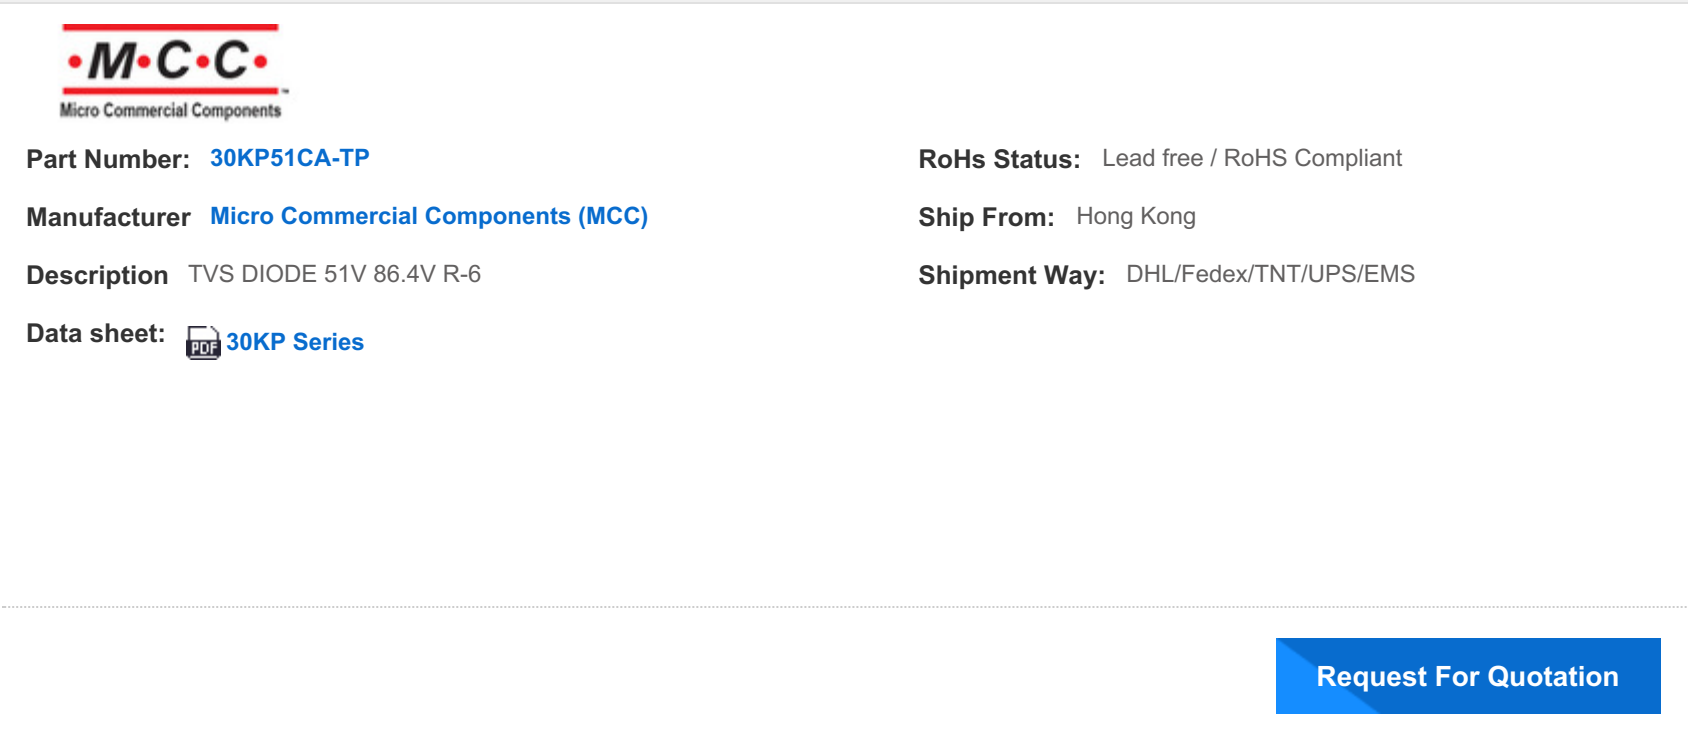 •M•C•C•
Micro Commercial Components
Part Number: 30KP51CA-TP
Manufacturer Micro Commercial Components (MCC)
Description TVS DIODE 51V 86.4V R-6
Data sheet: PDF 30KP Series
RoHs Status: Lead free / RoHS Compliant
Ship From: Hong Kong
Shipment Way: DHL/Fedex/TNT/UPS/EMS
Request For Quotation